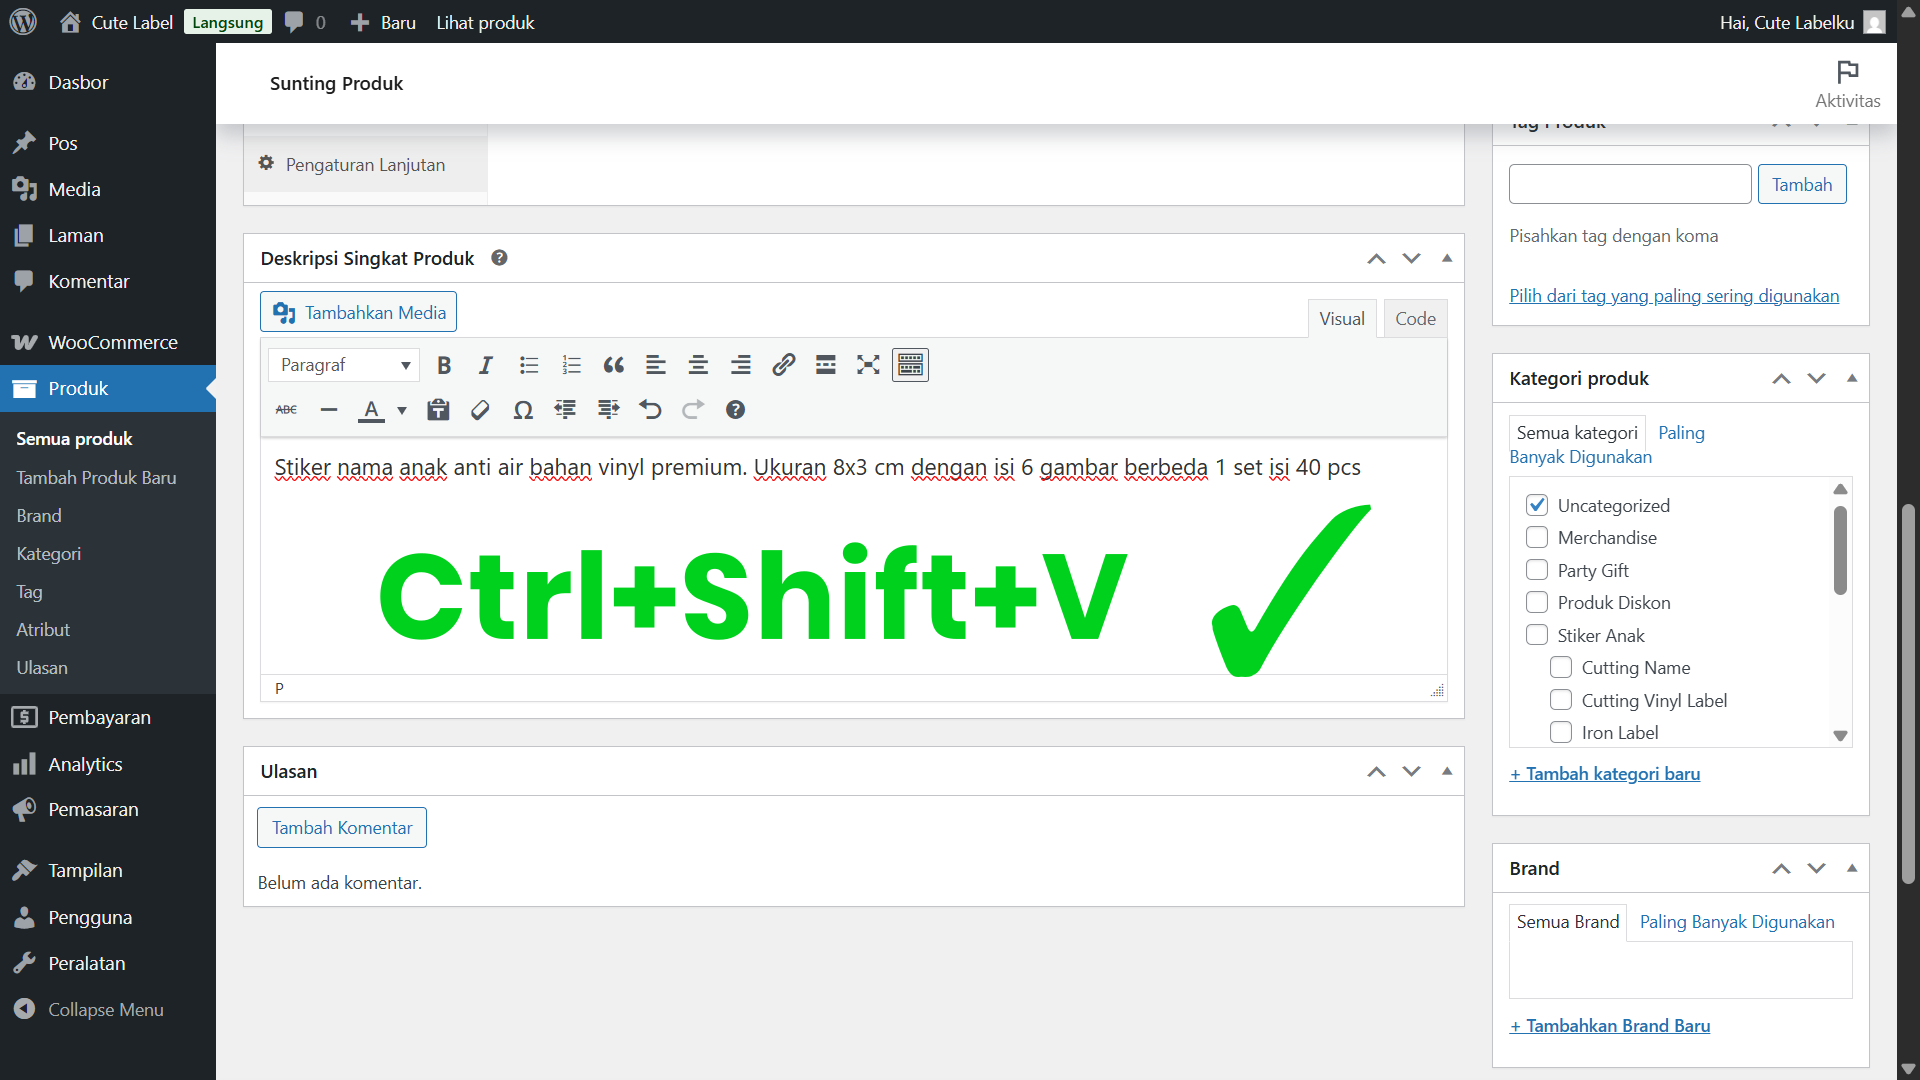 Cute Label
Langsung
0
Baru
Lihat produk
Hai, Cute Labelku
Dasbor
Pos
Media
Laman
Komentar
WooCommerce
Produk
Semua produk
Tambah Produk Baru
Brand
Kategori
Tag
Atribut
Ulasan
Pembayaran
Analytics
Pemasaran
Tampilan
Pengguna
Peralatan
Collapse Menu
Sunting Produk
Aktivitas
Pengaturan Lanjutan
Deskripsi Singkat Produk
Tambahkan Media
Visual
Code
Paragraf
B
I
ABC
A
Stiker nama anak anti air bahan vinyl premium. Ukuran 8x3 cm dengan isi 6 gambar berbeda 1 set isi 40 pcs
Ctrl+Shift+V
P
Ulasan
Tambah Komentar
Belum ada komentar.
Tag Produk
Tambah
Pisahkan tag dengan koma
Pilih dari tag yang paling sering digunakan
Kategori produk
Semua kategori
Paling
Banyak Digunakan
Uncategorized
Merchandise
Party Gift
Produk Diskon
Stiker Anak
Cutting Name
Cutting Vinyl Label
Iron Label
+ Tambah kategori baru
Brand
Semua Brand
Paling Banyak Digunakan
+ Tambahkan Brand Baru